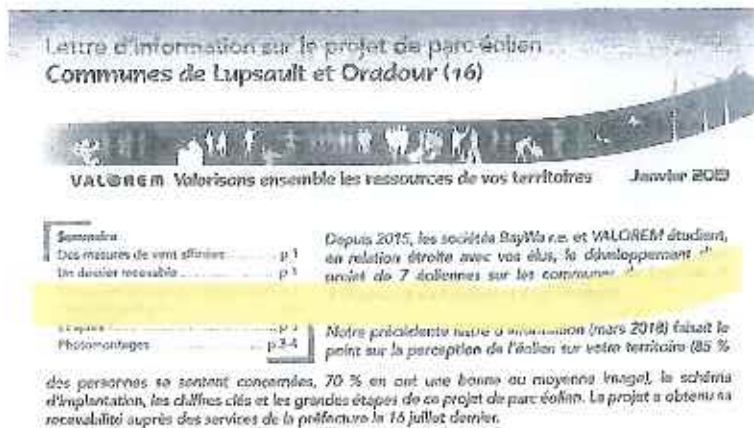 Lettre d'information sur le projet de parc éolien
Communes de Lupsault et Oradour (16)
VALOREM Valorisons ensemble les ressources de vos territoires Janvier 2019
Sommaire
Des mesures de vent affinées p 1
Un dossier recevable p 1
Photomontages p 3-4
Depuis 2015, les sociétés BayWa r.e. et VALOREM étudient,
en relation étroite avec vos élus, le développement
projet de 7 éoliennes sur les communes
Notre précédente lettre d'information (mars 2018) faisait le
point sur la perception de l'éolien sur votre territoire (85 %
des personnes se sentent concernées, 70 % en ont une bonne ou moyenne image), le schéma
d'implantation, les chiffres clés et les grandes étapes de ce projet de parc éolien. Le projet a obtenu sa
recevabilité auprès des services de la préfecture le 16 juillet dernier.